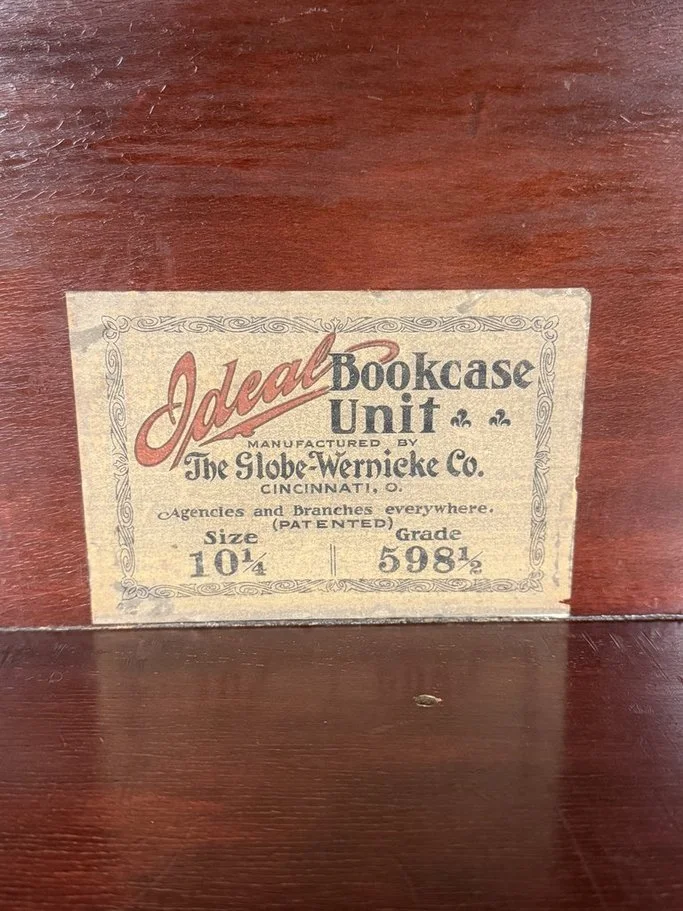 Ideal Bookcase
Unit
MANUFACTURED BY
The Globe-Wernicke Co.
CINCINNATI, O.
Agencies and Branches everywhere.
(PATENTED)
Size Grade
10¼ 598½